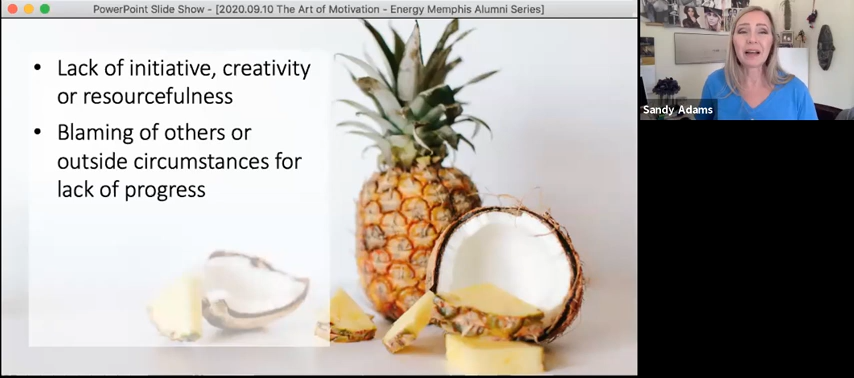 PowerPoint Slide Show - [2020.09.10 The Art of Motivation - Energy Memphis Alumni Series]
• Lack of initiative, creativity
or resourcefulness
• Blaming of others or
outside circumstances for
lack of progress
Sandy Adams